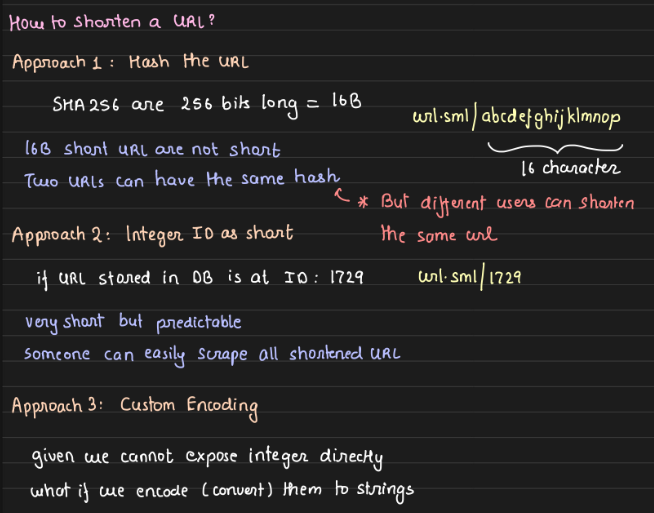 How to shorten a URL?
Approach 1: Hash the URL
SHA256 are 256 bits long = 16B
url.sml/abcdefghijklmnop
16 character
16B short URL are not short
Two URLs can have the same hash
* But different users can shorten
the same url
Approach 2: Integer ID as short
if URL stored in DB is at ID: 1729
url.sml/1729
very short but predictable
someone can easily scrape all shortened URL
Approach 3: Custom Encoding
given we cannot expose integer directly
what if we encode (convert) them to strings